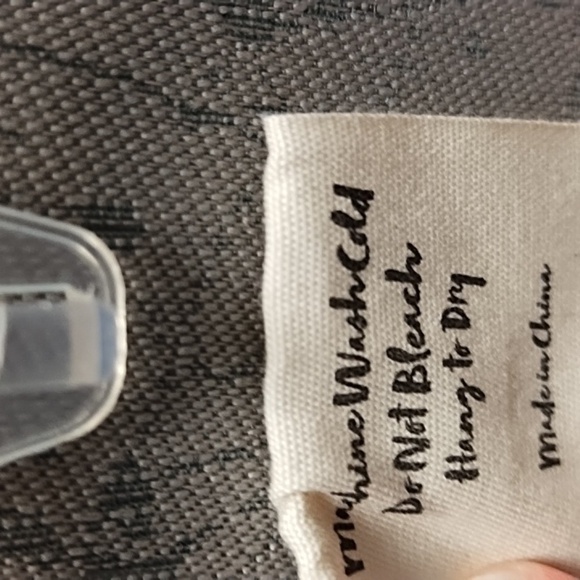 Machine Wash Cold
Do Not Bleach
Hang to Dry
Made in China